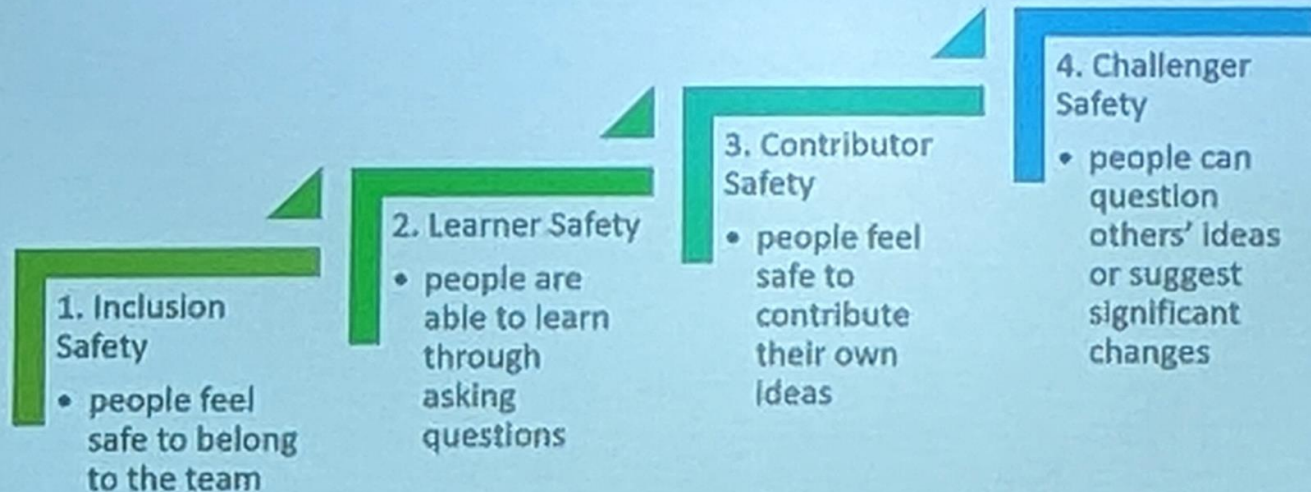 1. Inclusion
Safety
• people feel
safe to belong
to the team
2. Learner Safety
• people are
able to learn
through
asking
questions
3. Contributor
Safety
• people feel
safe to
contribute
their own
ideas
4. Challenger
Safety
• people can
question
others' ideas
or suggest
significant
changes